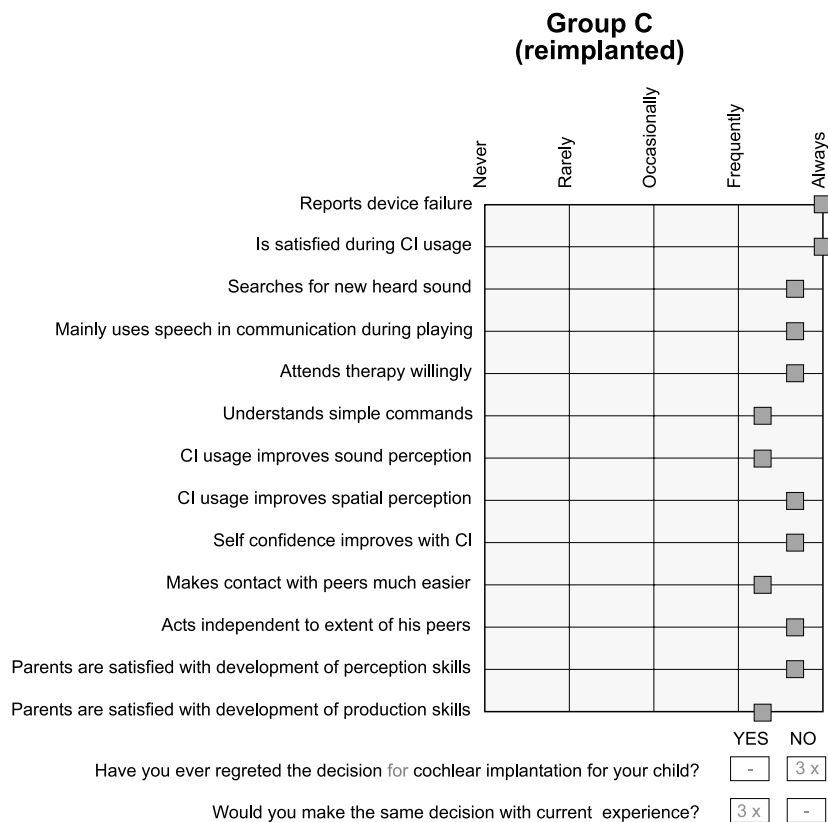 Group C
(reimplanted)
Never
Rarely
Occasionally
Frequently
Always
Reports device failure
Is satisfied during CI usage
Searches for new heard sound
Mainly uses speech in communication during playing
Attends therapy willingly
Understands simple commands
CI usage improves sound perception
CI usage improves spatial perception
Self confidence improves with CI
Makes contact with peers much easier
Acts independent to extent of his peers
Parents are satisfied with development of perception skills
Parents are satisfied with development of production skills
YES NO
Have you ever regretted the decision for cochlear implantation for your child? - 3 x
Would you make the same decision with current experience? 3 x -